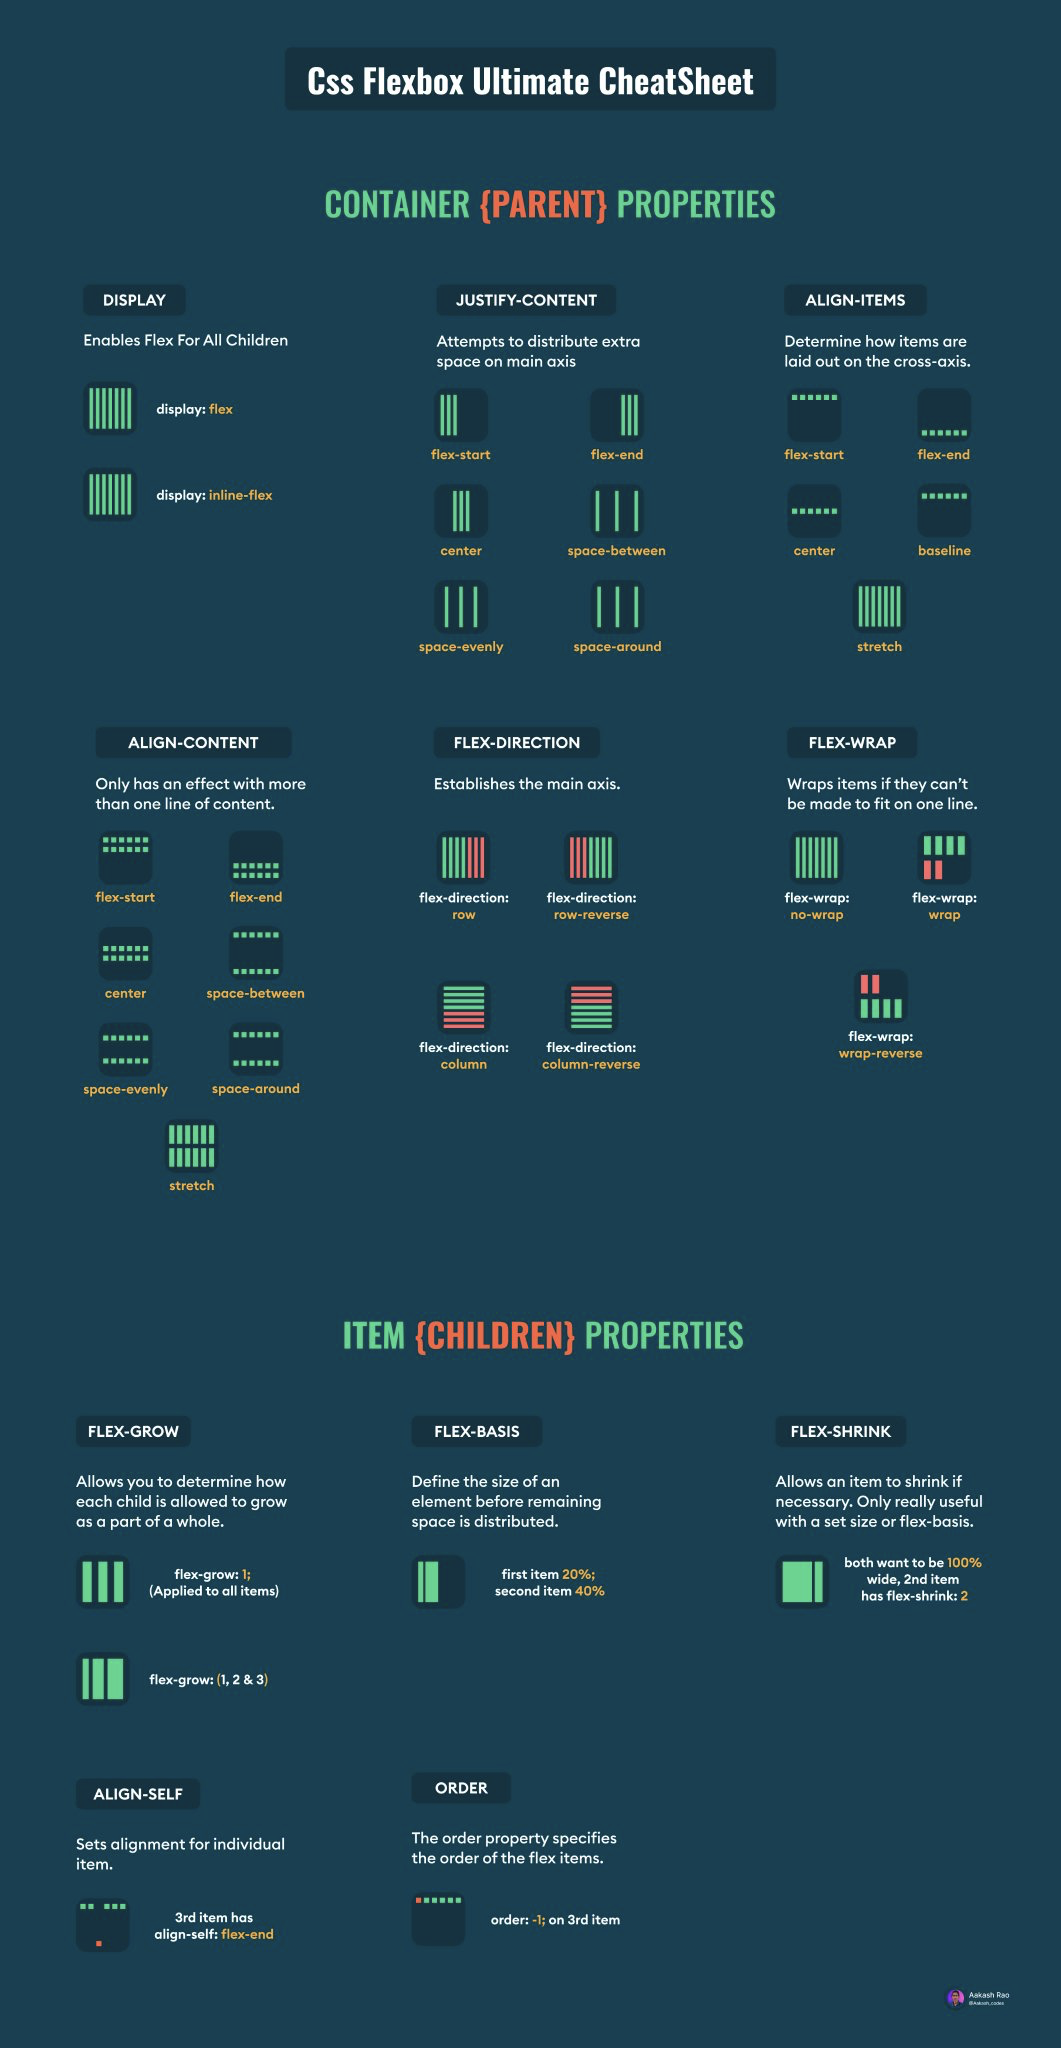 Css Flexbox Ultimate CheatSheet
CONTAINER {PARENT} PROPERTIES
DISPLAY
Enables Flex For All Children
display: flex
display: inline-flex
JUSTIFY-CONTENT
Attempts to distribute extra
space on main axis
flex-start
flex-end
center
space-between
space-evenly
space-around
ALIGN-ITEMS
Determine how items are
laid out on the cross-axis.
flex-start
flex-end
center
baseline
stretch
ALIGN-CONTENT
Only has an effect with more
than one line of content.
flex-start
flex-end
center
space-between
space-evenly
space-around
stretch
FLEX-DIRECTION
Establishes the main axis.
flex-direction:
row
flex-direction:
row-reverse
flex-direction:
column
flex-direction:
column-reverse
FLEX-WRAP
Wraps items if they can't
be made to fit on one line.
flex-wrap:
no-wrap
flex-wrap:
wrap
flex-wrap:
wrap-reverse
ITEM {CHILDREN} PROPERTIES
FLEX-GROW
Allows you to determine how
each child is allowed to grow
as a part of a whole.
flex-grow: 1;
(Applied to all items)
flex-grow: (1, 2 & 3)
FLEX-BASIS
Define the size of an
element before remaining
space is distributed.
first item 20%;
second item 40%
FLEX-SHRINK
Allows an item to shrink if
necessary. Only really useful
with a set size or flex-basis.
both want to be 100%
wide, 2nd item
has flex-shrink: 2
ALIGN-SELF
Sets alignment for individual
item.
3rd item has
align-self: flex-end
ORDER
The order property specifies
the order of the flex items.
order: -1; on 3rd item
Aakash Rao
@Aakash_codes